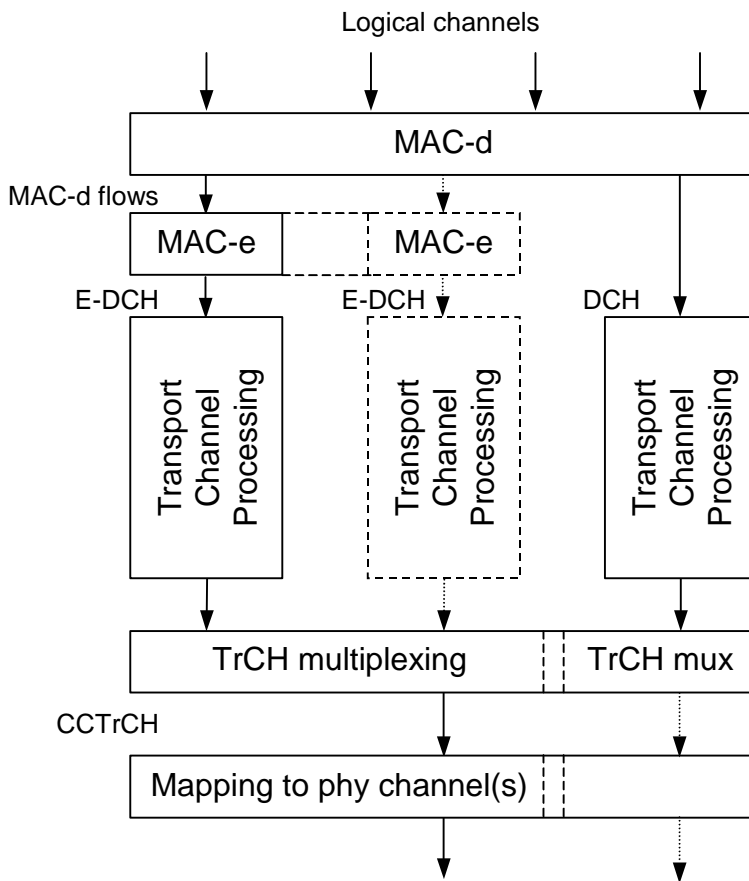 Logical channels
MAC-d
MAC-d flows
MAC-e
MAC-e
E-DCH
E-DCH
DCH
Transport
Channel
Processing
Transport
Channel
Processing
Transport
Channel
Processing
TrCH multiplexing
TrCH mux
CCTrCH
Mapping to phy channel(s)